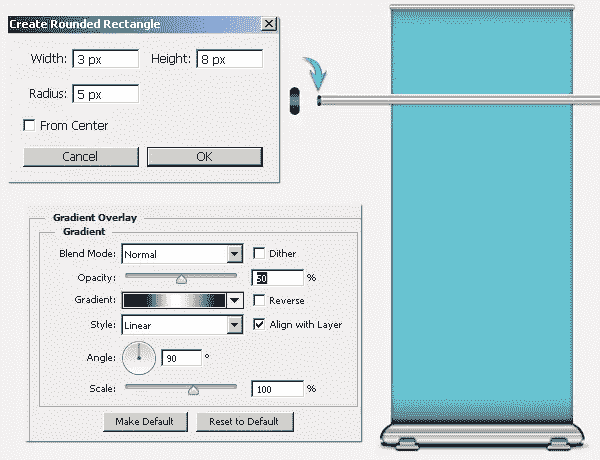 Create Rounded Rectangle
Width: 3 px Height: 8 px
Radius: 5 px
From Center
Cancel OK
Gradient Overlay
Gradient
Blend Mode: Normal Dither
Opacity: 50 %
Gradient: Reverse
Style: Linear Align with Layer
Angle: 90 °
Scale: 100 %
Make Default Reset to Default